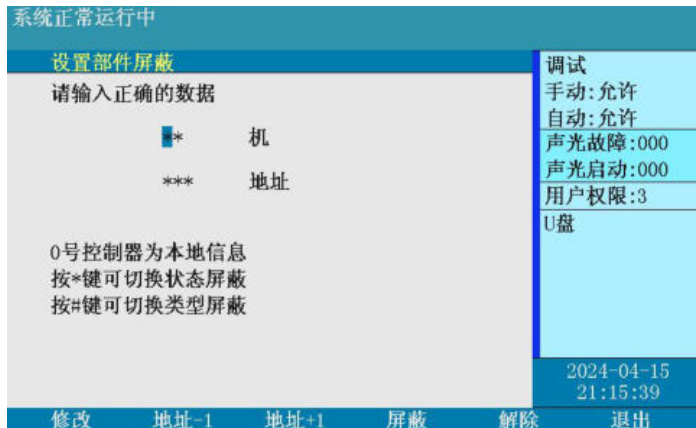 系统正常运行中
设置部件屏蔽
请输入正确的数据
** 机
*** 地址
0号控制器为本地信息
按*键可切换状态屏蔽
按#键可切换类型屏蔽
调试
手动:允许
自动:允许
声光故障:000
声光启动:000
用户权限:3
U盘
2024-04-15
21:15:39
修改 地址-1 地址+1 屏蔽 解除 退出